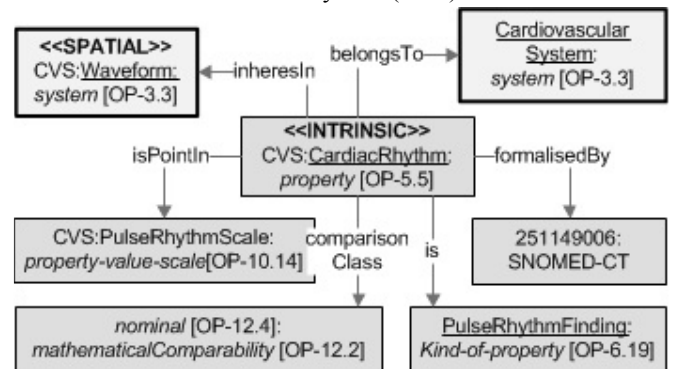 <<SPATIAL>>
CVS:Waveform:
system [OP-3.3]
inheresIn
belongsTo
Cardiovascular
System:
system [OP-3.3]
<<INTRINSIC>>
CVS:CardiacRhythm:
property [OP-5.5]
isPointIn
formalisedBy
CVS:PulseRhythmScale:
property-value-scale[OP-10.14]
comparison
Class
is
251149006:
SNOMED-CT
nominal [OP-12.4]:
mathematicalComparability [OP-12.2]
PulseRhythmFinding:
Kind-of-property [OP-6.19]